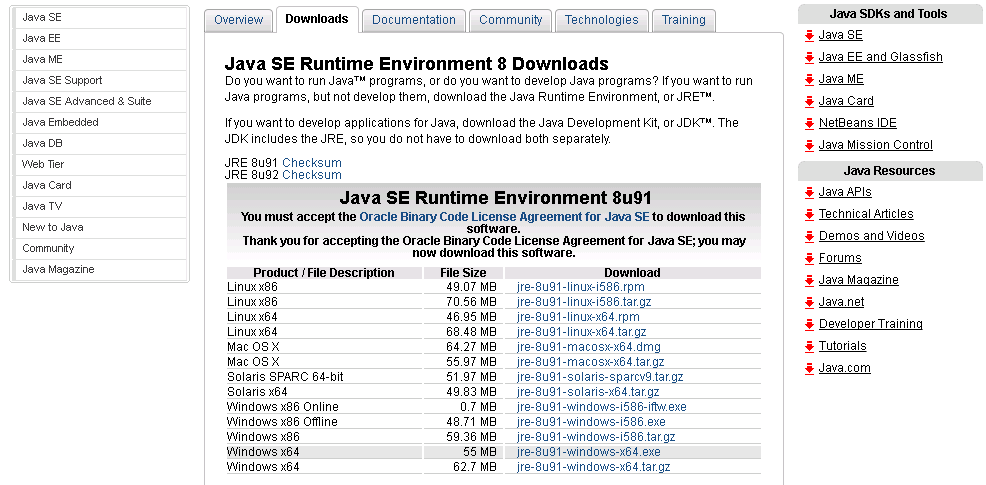 Java SE
Java EE
Java ME
Java SE Support
Java SE Advanced & Suite
Java Embedded
Java DB
Web Tier
Java Card
Java TV
New to Java
Community
Java Magazine
Overview Downloads Documentation Community Technologies Training
Java SE Runtime Environment 8 Downloads
Do you want to run Java™ programs, or do you want to develop Java programs? If you want to run
Java programs, but not develop them, download the Java Runtime Environment, or JRE™.
If you want to develop applications for Java, download the Java Development Kit, or JDK™. The
JDK includes the JRE, so you do not have to download both separately.
JRE 8u91 Checksum
JRE 8u92 Checksum
Java SE Runtime Environment 8u91
You must accept the Oracle Binary Code License Agreement for Java SE to download this
software.
Thank you for accepting the Oracle Binary Code License Agreement for Java SE; you may
now download this software.
Product / File Description File Size Download
Linux x86 49.07 MB jre-8u91-linux-i586.rpm
Linux x86 70.56 MB jre-8u91-linux-i586.tar.gz
Linux x64 46.95 MB jre-8u91-linux-x64.rpm
Linux x64 68.48 MB jre-8u91-linux-x64.tar.gz
Mac OS X 64.27 MB jre-8u91-macosx-x64.dmg
Mac OS X 55.97 MB jre-8u91-macosx-x64.tar.gz
Solaris SPARC 64-bit 51.97 MB jre-8u91-solaris-sparcv9.tar.gz
Solaris x64 49.83 MB jre-8u91-solaris-x64.tar.gz
Windows x86 Online 0.7 MB jre-8u91-windows-i586-iftw.exe
Windows x86 Offline 48.71 MB jre-8u91-windows-i586.exe
Windows x86 59.36 MB jre-8u91-windows-i586.tar.gz
Windows x64 55 MB jre-8u91-windows-x64.exe
Windows x64 62.7 MB jre-8u91-windows-x64.tar.gz
Java SDKs and Tools
Java SE
Java EE and Glassfish
Java ME
Java Card
NetBeans IDE
Java Mission Control
Java Resources
Java APIs
Technical Articles
Demos and Videos
Forums
Java Magazine
Java.net
Developer Training
Tutorials
Java.com